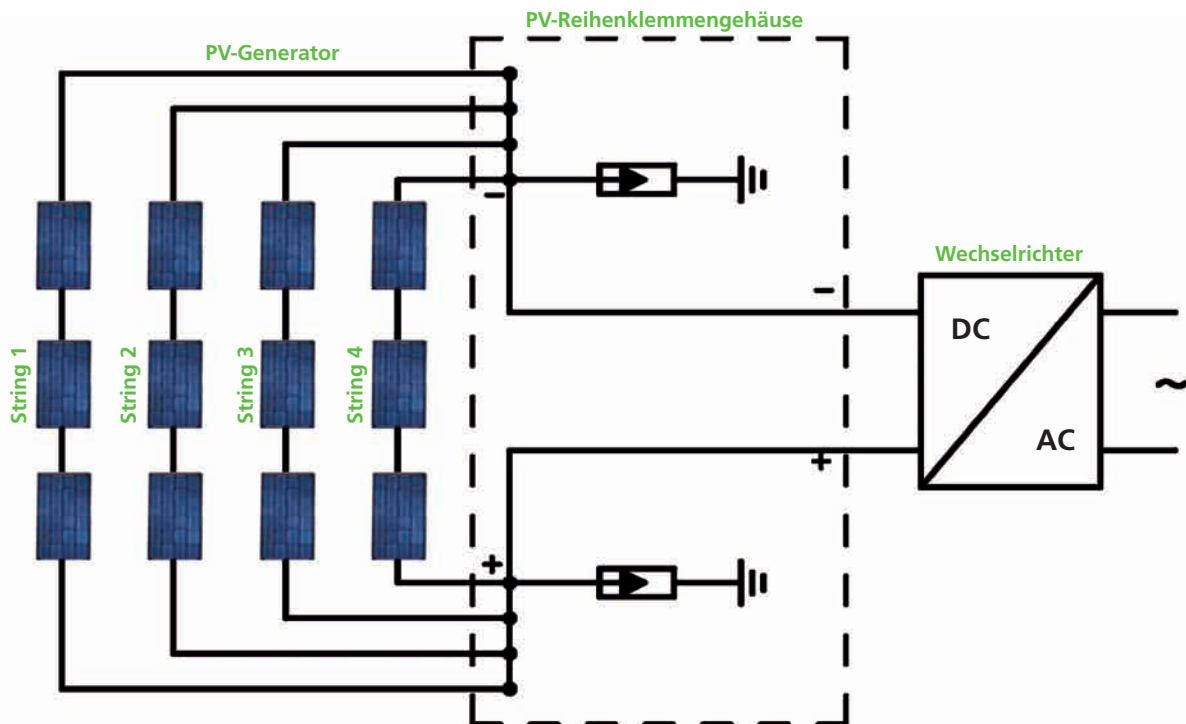 PV-Reihenklemmengehäuse
PV-Generator
String 1
String 2
String 3
String 4
−
−
+
+
Wechselrichter
DC
AC
~